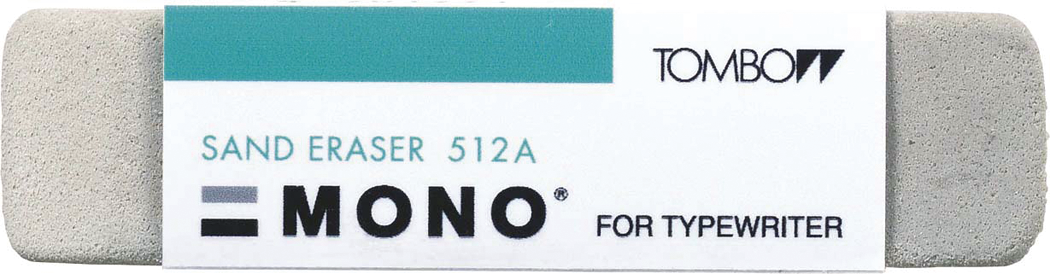 TOMBOW
SAND ERASER 512A
MONO®
FOR TYPEWRITER